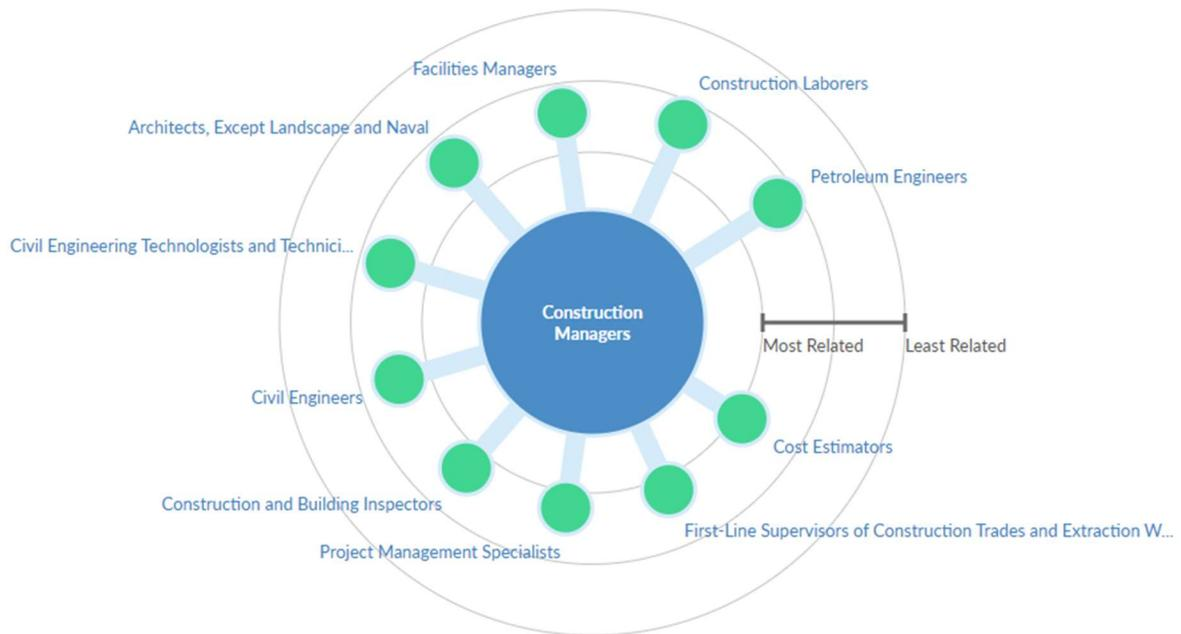 Facilities Managers
Construction Laborers
Architects, Except Landscape and Naval
Petroleum Engineers
Civil Engineering Technologists and Technici...
Construction
Managers
Most Related
Least Related
Civil Engineers
Cost Estimators
Construction and Building Inspectors
First-Line Supervisors of Construction Trades and Extraction W...
Project Management Specialists